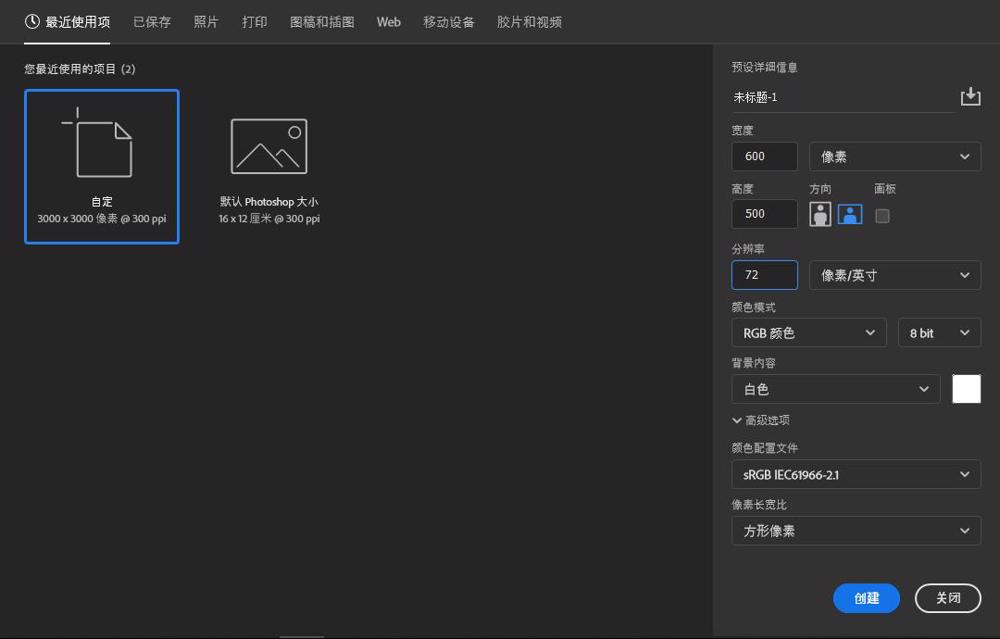 最近使用项 已保存 照片 打印 图稿和插图 Web 移动设备 胶片和视频
您最近使用的项目 (2)
自定
3000 x 3000 像素 @ 300 ppi
默认 Photoshop 大小
16 x 12 厘米 @ 300 ppi
预设详细信息
未标题-1
宽度
600 像素
高度 方向 画板
500
分辨率
72 像素/英寸
颜色模式
RGB 颜色 8 bit
背景内容
白色
高级选项
颜色配置文件
sRGB IEC61966-2.1
像素长宽比
方形像素
创建 关闭